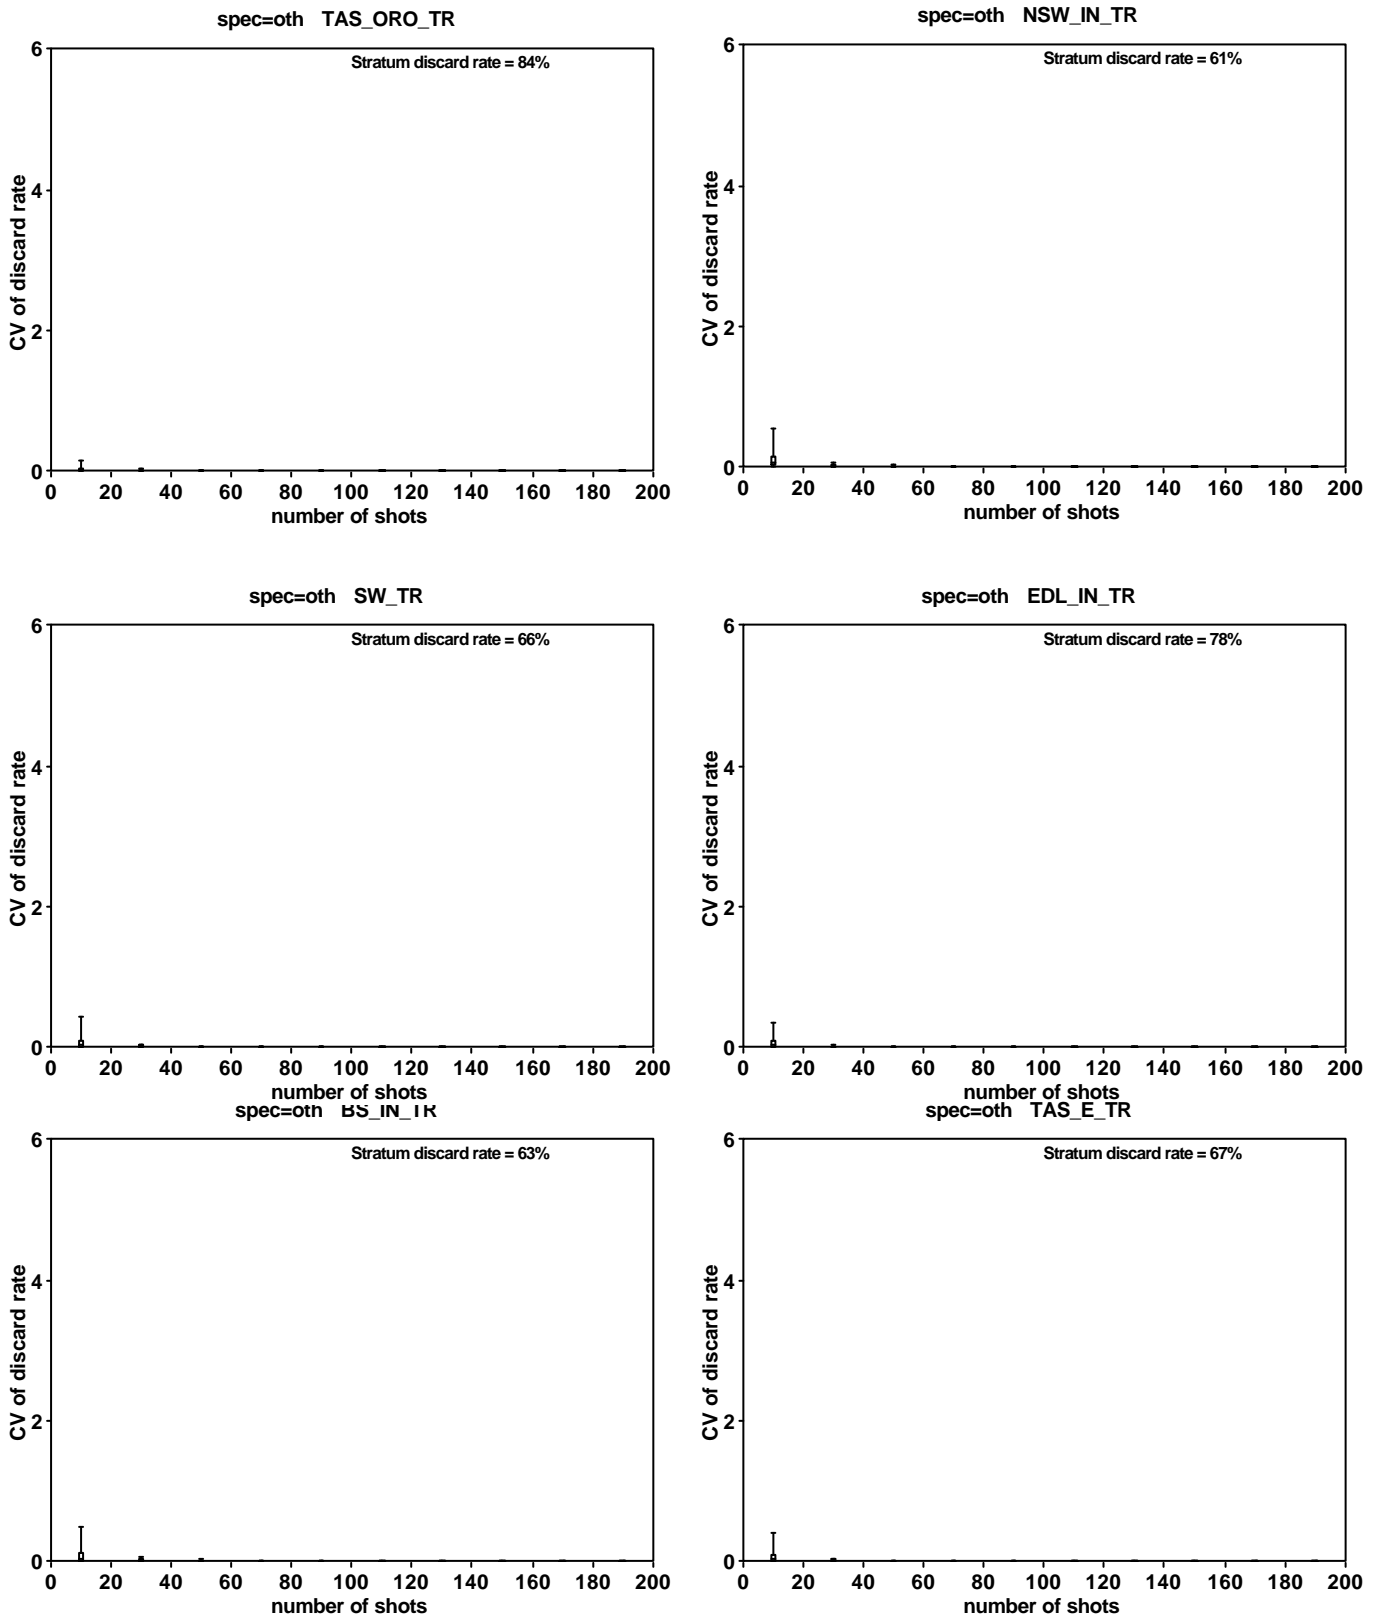 spec=oth TAS_ORO_TR
Stratum discard rate = 84%
CV of discard rate
6
4
2
0
0 20 40 60 80 100 120 140 160 180 200
number of shots
spec=oth NSW_IN_TR
Stratum discard rate = 61%
CV of discard rate
6
4
2
0
0 20 40 60 80 100 120 140 160 180 200
number of shots
spec=oth SW_TR
Stratum discard rate = 66%
CV of discard rate
6
4
2
0
0 20 40 60 80 100 120 140 160 180 200
number of shots
spec=oth EDL_IN_TR
Stratum discard rate = 78%
CV of discard rate
6
4
2
0
0 20 40 60 80 100 120 140 160 180 200
number of shots
spec=oth BS_IN_TR
Stratum discard rate = 63%
CV of discard rate
6
4
2
0
0 20 40 60 80 100 120 140 160 180 200
number of shots
spec=oth TAS_E_TR
Stratum discard rate = 67%
CV of discard rate
6
4
2
0
0 20 40 60 80 100 120 140 160 180 200
number of shots